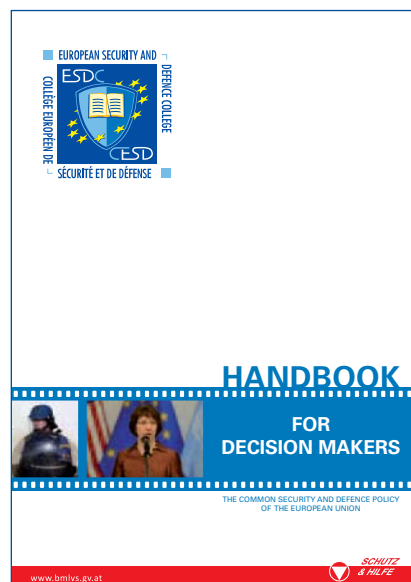 EUROPEAN SECURITY AND
DEFENCE COLLEGE
ESDC
CESD
COLLÈGE EUROPÉEN DE
SÉCURITÉ ET DE DÉFENSE
HANDBOOK
FOR
DECISION MAKERS
THE COMMON SECURITY AND DEFENCE POLICY
OF THE EUROPEAN UNION
SCHUTZ
& HILFE
www.bmlvs.gv.at